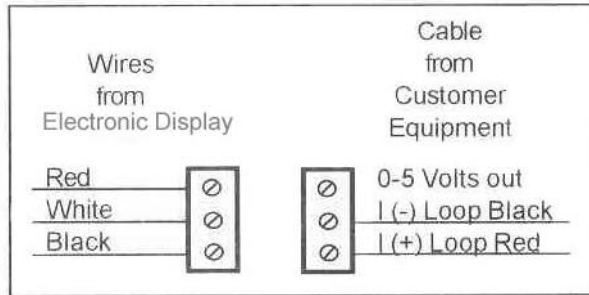 Wires
from
Electronic Display
Red
White
Black
Cable
from
Customer
Equipment
0-5 Volts out
I (-) Loop Black
I (+) Loop Red